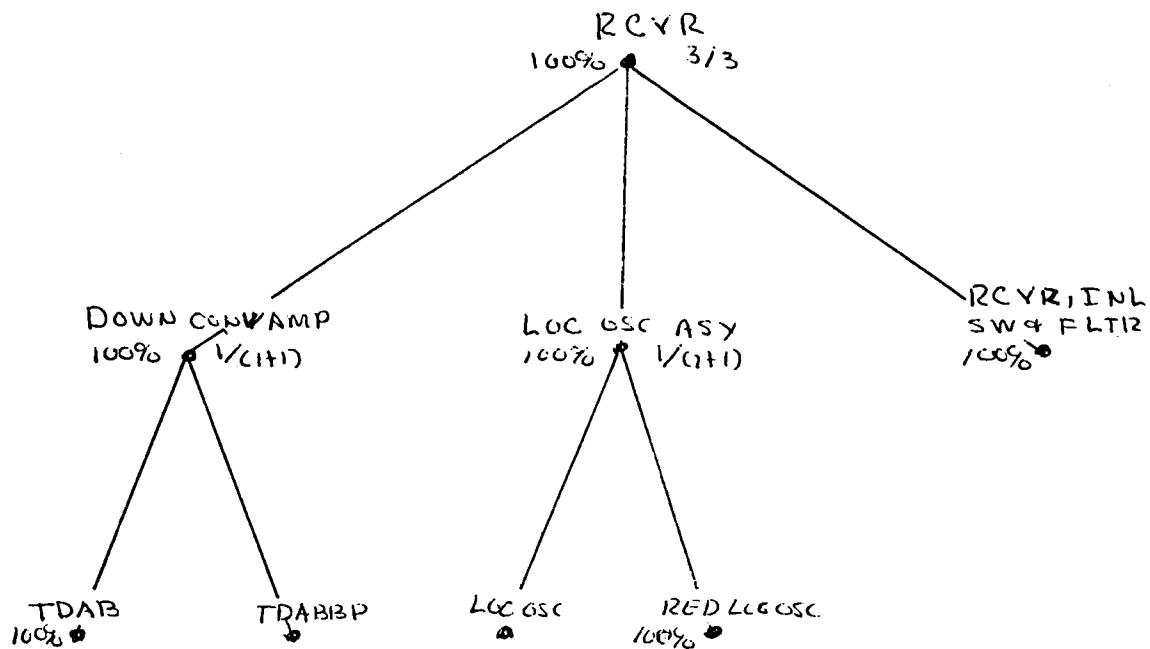 RCVR
100% 3/3
DOWN CONV AMP
100% 1/(1+1)
LOC OSC ASY
100% 1/(1+1)
RCVR, INL
SW & FLTR
100%
TDAB
100%
TDABBP
LOC OSC
RED LOC OSC
100%